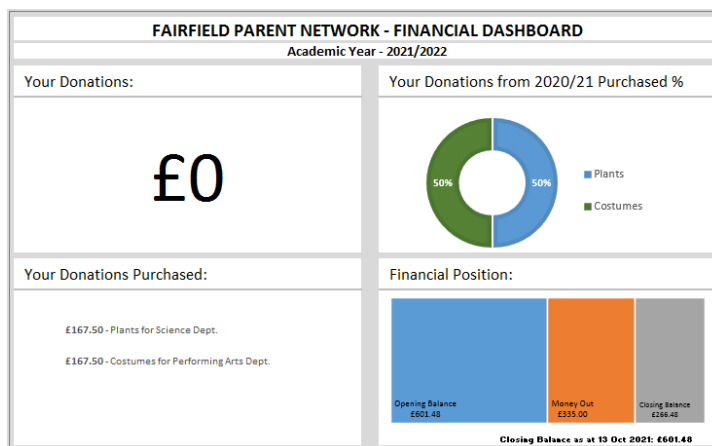 FAIRFIELD PARENT NETWORK - FINANCIAL DASHBOARD
Academic Year - 2021/2022
Your Donations:
£0
Your Donations from 2020/21 Purchased %
50%
50%
Plants
Costumes
Your Donations Purchased:
£167.50 - Plants for Science Dept.
£167.50 - Costumes for Performing Arts Dept.
Financial Position:
Opening Balance
£601.48
Money Out
£335.00
Closing Balance
£266.48
Closing Balance as at 13 Oct 2021: £601.48